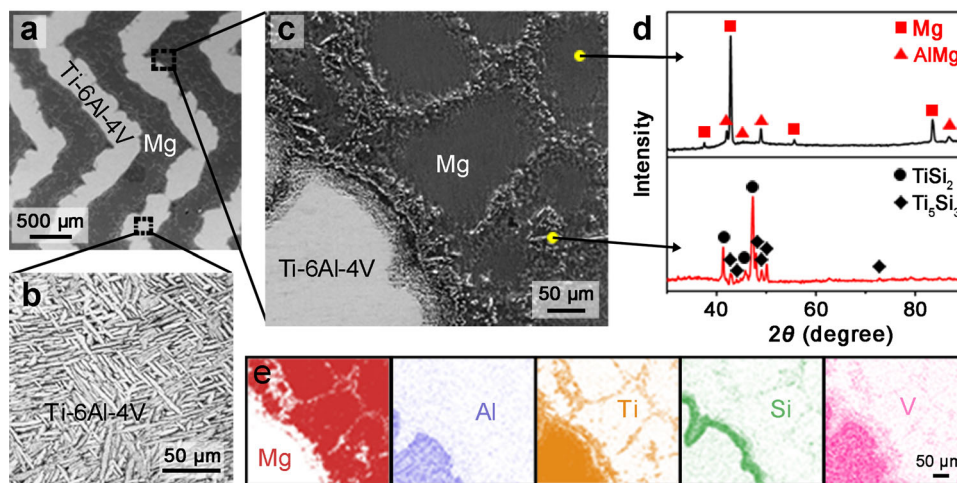 a
Ti-6Al-4V
Mg
500 µm
b
Ti-6Al-4V
50 µm
c
Mg
Ti-6Al-4V
50 µm
d
Mg
AlMg
TiSi2
Ti5Si3
Intensity
40 60 80
2θ (degree)
e
Mg
Al
Ti
Si
V
50 µm